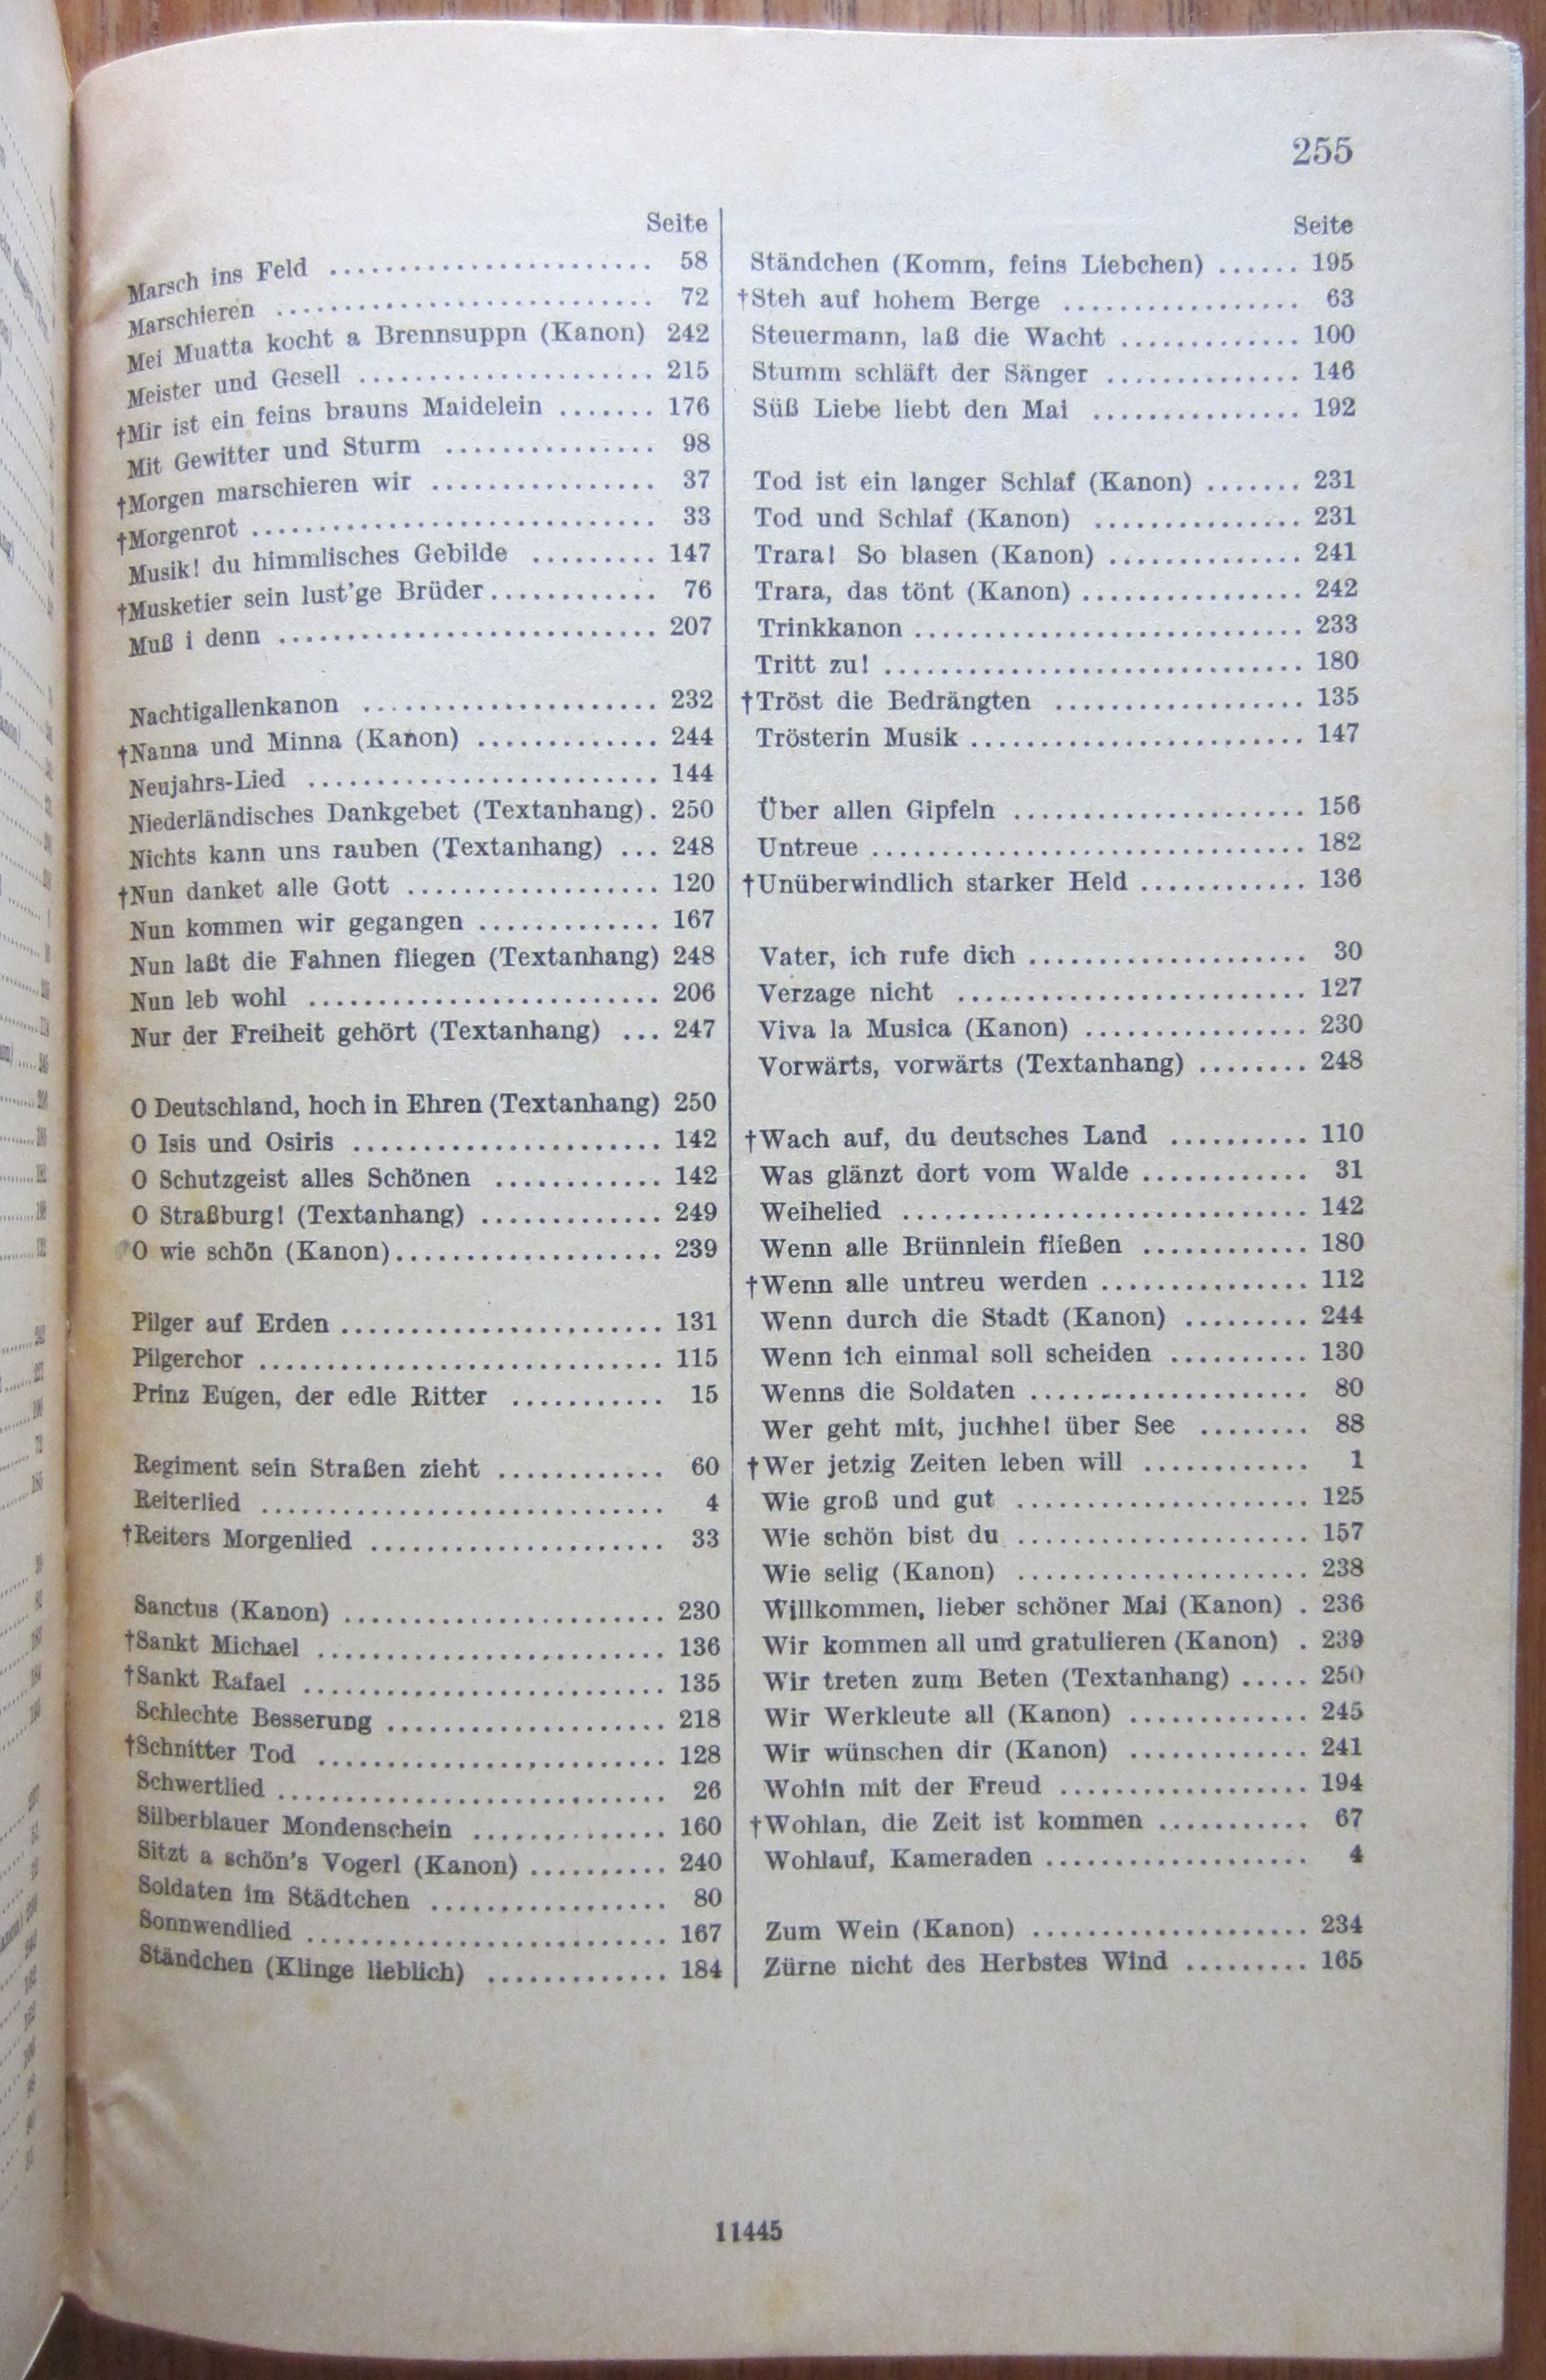 255
Seite
Marsch ins Feld ........................ 58
Marschieren ............................ 72
Mei Muatta kocht a Brennsuppn (Kanon) 242
Meister und Gesell ..................... 215
†Mir ist ein feins brauns Maidelein ....... 176
Mit Gewitter und Sturm ............... 98
†Morgen marschieren wir ................ 37
†Morgenrot .............................. 33
Musik! du himmlisches Gebilde ......... 147
†Musketier sein lust'ge Brüder............ 76
Muß i denn ............................ 207
Nachtigallenkanon ..................... 232
†Nanna und Minna (Kanon) ............. 244
Neujahrs-Lied .......................... 144
Niederländisches Dankgebet (Textanhang). 250
Nichts kann uns rauben (Textanhang) ... 248
†Nun danket alle Gott .................. 120
Nun kommen wir gegangen ............. 167
Nun laßt die Fahnen fliegen (Textanhang) 248
Nun leb wohl .......................... 206
Nur der Freiheit gehört (Textanhang) ... 247
O Deutschland, hoch in Ehren (Textanhang) 250
O Isis und Osiris ...................... 142
O Schutzgeist alles Schönen ............ 142
O Straßburg! (Textanhang) ............. 249
O wie schön (Kanon)................... 239
Pilger auf Erden ....................... 131
Pilgerchor ............................. 115
Prinz Eugen, der edle Ritter ........... 15
Regiment sein Straßen zieht ............ 60
Reiterlied ............................. 4
†Reiters Morgenlied ..................... 33
Sanctus (Kanon) ....................... 230
†Sankt Michael ......................... 136
†Sankt Rafael .......................... 135
Schlechte Besserung .................... 218
†Schnitter Tod ......................... 128
Schwertlied ............................ 26
Silberblauer Mondenschein .............. 160
Sitzt a schön's Vogerl (Kanon) .......... 240
Soldaten im Städtchen ................. 80
Sonnwendlied .......................... 167
Ständchen (Klinge lieblich) ............. 184
Seite
Ständchen (Komm, feins Liebchen) ...... 195
†Steh auf hohem Berge ................. 63
Steuermann, laß die Wacht ............. 100
Stumm schläft der Sänger .............. 146
Süß Liebe liebt den Mai ............... 192
Tod ist ein langer Schlaf (Kanon) ....... 231
Tod und Schlaf (Kanon) ............... 231
Trara! So blasen (Kanon) .............. 241
Trara, das tönt (Kanon) ................ 242
Trinkkanon ............................ 233
Tritt zu! .............................. 180
†Tröst die Bedrängten .................. 135
Trösterin Musik ........................ 147
Über allen Gipfeln ..................... 156
Untreue ............................... 182
†Unüberwindlich starker Held ............ 136
Vater, ich rufe dich .................... 30
Verzage nicht ......................... 127
Viva la Musica (Kanon) ................ 230
Vorwärts, vorwärts (Textanhang) ........ 248
†Wach auf, du deutsches Land .......... 110
Was glänzt dort vom Walde ............ 31
Weihelied ............................. 142
Wenn alle Brünnlein fließen ............ 180
†Wenn alle untreu werden ............... 112
Wenn durch die Stadt (Kanon) ......... 244
Wenn ich einmal soll scheiden .......... 130
Wenns die Soldaten .................... 80
Wer geht mit, juchhe! über See ........ 88
†Wer jetzig Zeiten leben will ............ 1
Wie groß und gut ..................... 125
Wie schön bist du ..................... 157
Wie selig (Kanon) ..................... 238
Willkommen, lieber schöner Mai (Kanon) . 236
Wir kommen all und gratulieren (Kanon) . 239
Wir treten zum Beten (Textanhang) ..... 250
Wir Werkleute all (Kanon) ............. 245
Wir wünschen dir (Kanon) ............. 241
Wohin mit der Freud .................. 194
†Wohlan, die Zeit ist kommen ........... 67
Wohlauf, Kameraden ................... 4
Zum Wein (Kanon) .................... 234
Zürne nicht des Herbstes Wind ......... 165
11445